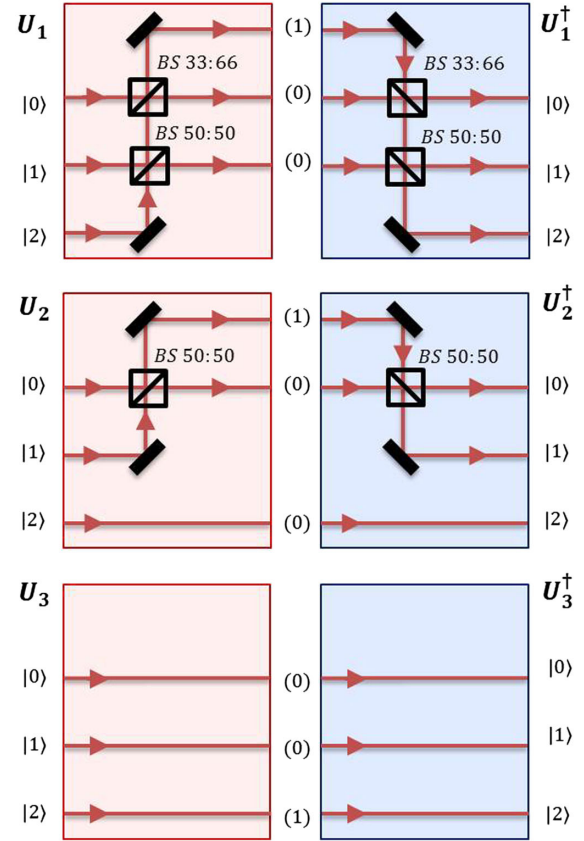 U₁ (1) U₁†
BS 33:66 BS 33:66
|0⟩ (0) |0⟩
BS 50:50 BS 50:50
|1⟩ (0) |1⟩
|2⟩ |2⟩
U₂ (1) U₂†
BS 50:50 BS 50:50
|0⟩ (0) |0⟩
|1⟩ |1⟩
|2⟩ (0) |2⟩
U₃ U₃†
|0⟩ (0) |0⟩
|1⟩ (0) |1⟩
|2⟩ (1) |2⟩